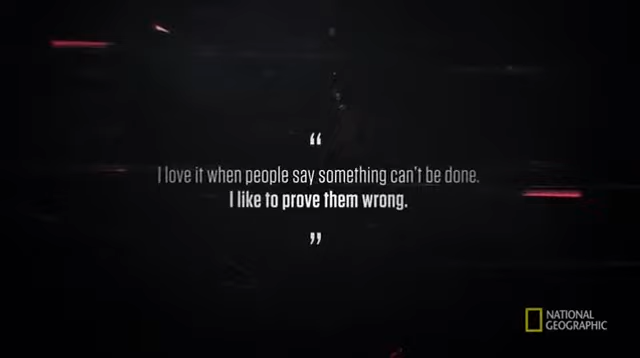 “
I love it when people say something can't be done.
I like to prove them wrong.
”
NATIONAL
GEOGRAPHIC